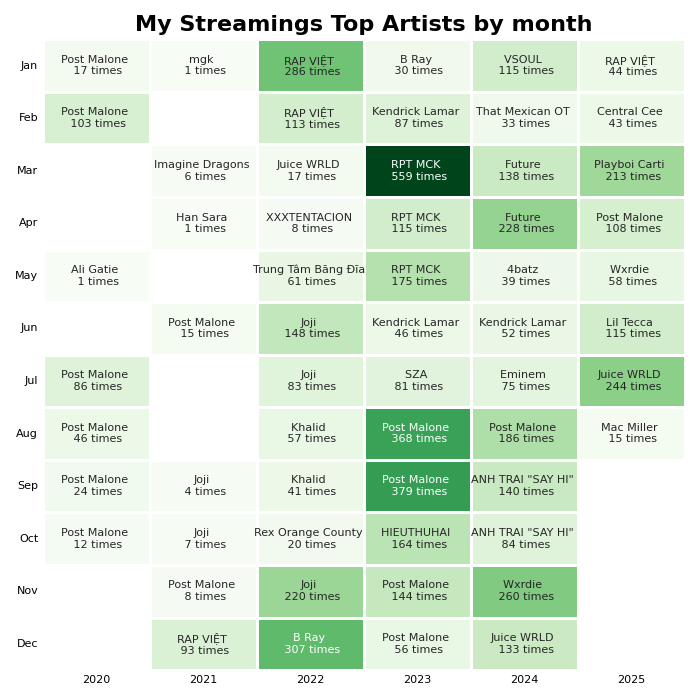 My Streamings Top Artists by month
Jan
Post Malone
17 times
mgk
1 times
RAP VIỆT
286 times
B Ray
30 times
VSOUL
115 times
RAP VIỆT
44 times
Feb
Post Malone
103 times
RAP VIỆT
113 times
Kendrick Lamar
87 times
That Mexican OT
33 times
Central Cee
43 times
Mar
Imagine Dragons
6 times
Juice WRLD
17 times
RPT MCK
559 times
Future
138 times
Playboi Carti
213 times
Apr
Han Sara
1 times
XXXTENTACION
8 times
RPT MCK
115 times
Future
228 times
Post Malone
108 times
May
Ali Gatie
1 times
Trung Tâm Băng Đĩa
61 times
RPT MCK
175 times
4batz
39 times
Wxrdie
58 times
Jun
Post Malone
15 times
Joji
148 times
Kendrick Lamar
46 times
Kendrick Lamar
52 times
Lil Tecca
115 times
Jul
Post Malone
86 times
Joji
83 times
SZA
81 times
Eminem
75 times
Juice WRLD
244 times
Aug
Post Malone
46 times
Khalid
57 times
Post Malone
368 times
Post Malone
186 times
Mac Miller
15 times
Sep
Post Malone
24 times
Joji
4 times
Khalid
41 times
Post Malone
379 times
ANH TRAI "SAY HI"
140 times
Oct
Post Malone
12 times
Joji
7 times
Rex Orange County
20 times
HIEUTHUHAI
164 times
ANH TRAI "SAY HI"
84 times
Nov
Post Malone
8 times
Joji
220 times
Post Malone
144 times
Wxrdie
260 times
Dec
RAP VIỆT
93 times
B Ray
307 times
Post Malone
56 times
Juice WRLD
133 times
2020
2021
2022
2023
2024
2025